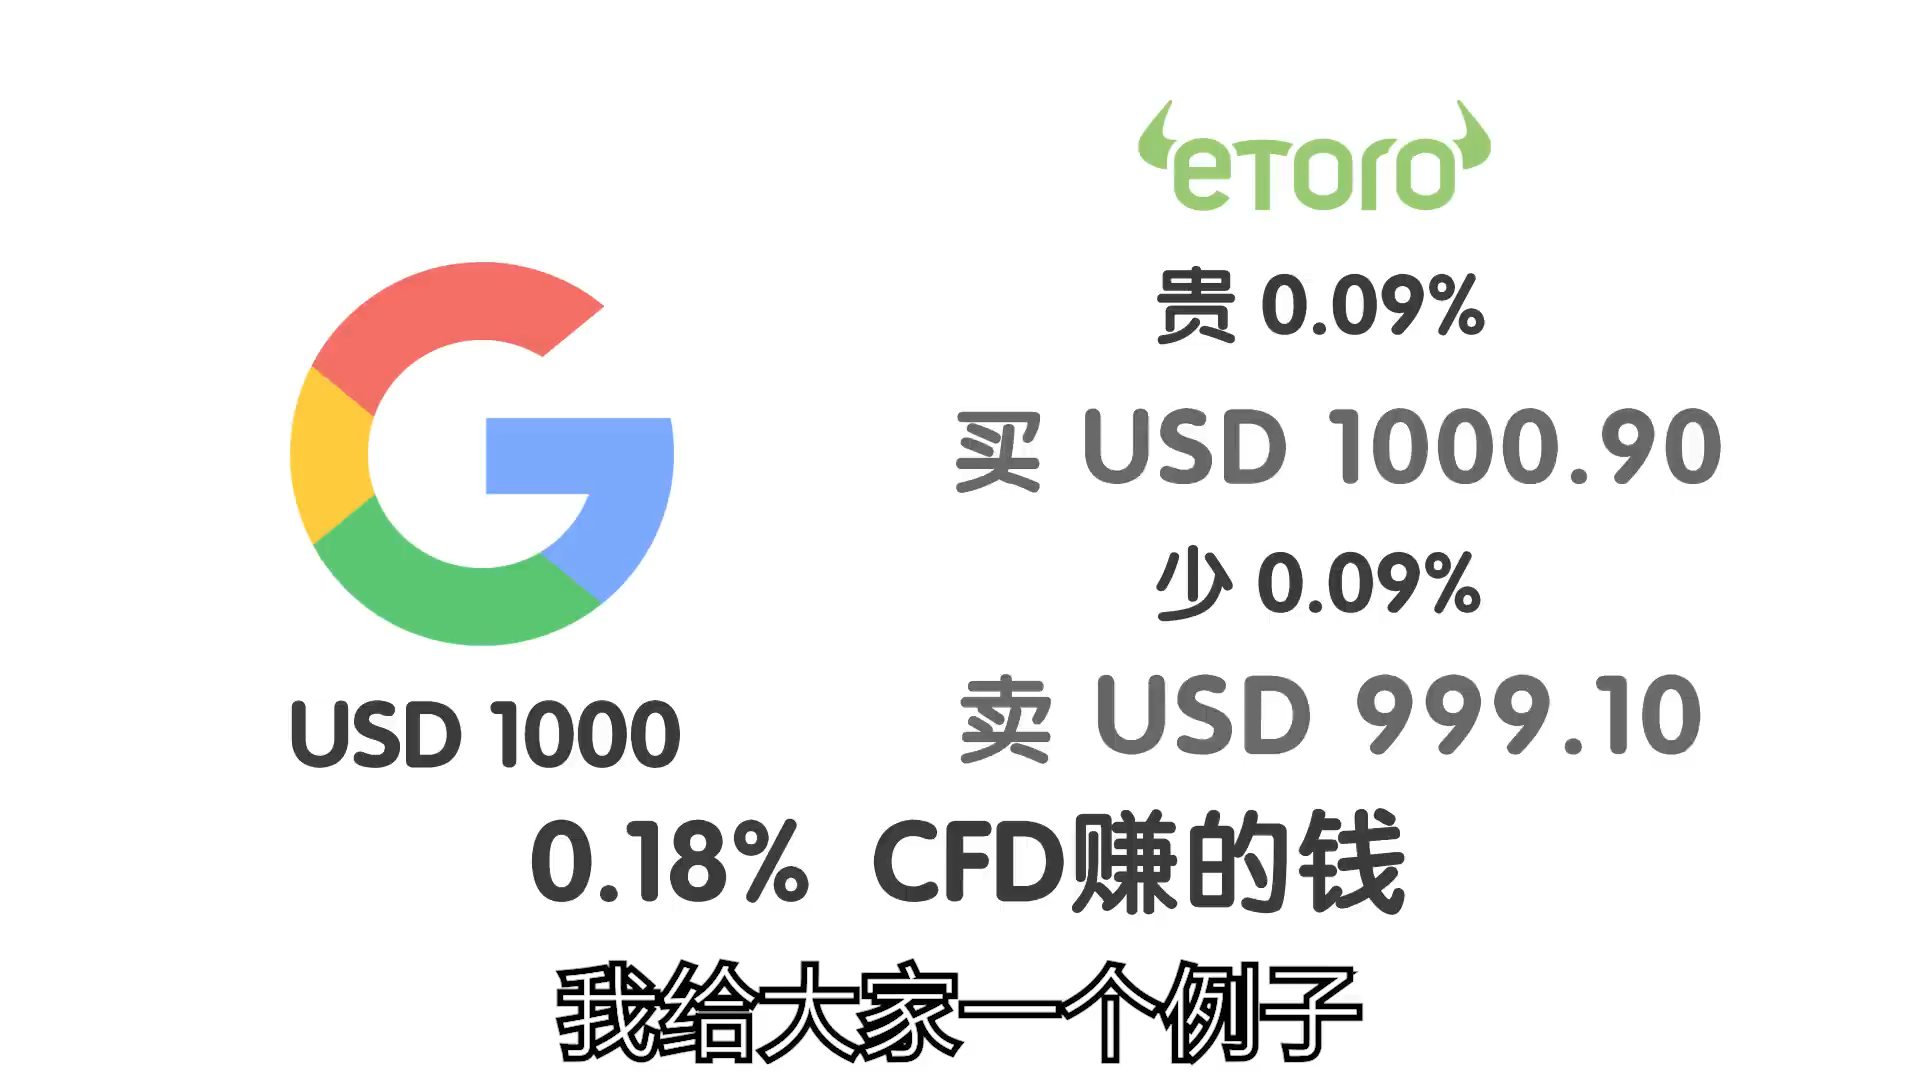 eToro
贵 0.09%
买 USD 1000.90
少 0.09%
卖 USD 999.10
USD 1000
0.18% CFD赚的钱
我给大家一个例子